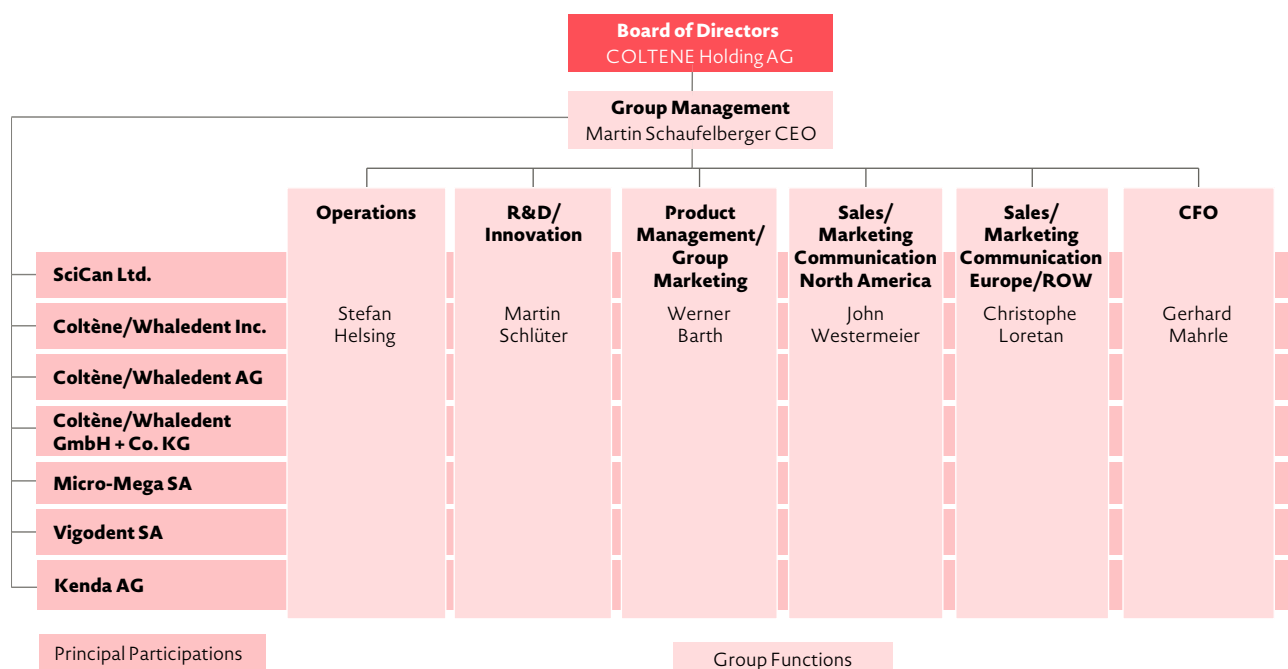 Board of Directors
COLTENE Holding AG
Group Management
Martin Schaufelberger CEO
Operations
R&D/
Innovation
Product
Management/
Group
Marketing
Sales/
Marketing
Communication
North America
Sales/
Marketing
Communication
Europe/ROW
CFO
Stefan
Helsing
Martin
Schlüter
Werner
Barth
John
Westermeier
Christophe
Loretan
Gerhard
Mahrle
SciCan Ltd.
Coltène/Whaledent Inc.
Coltène/Whaledent AG
Coltène/Whaledent
GmbH + Co. KG
Micro-Mega SA
Vigodent SA
Kenda AG
Principal Participations
Group Functions